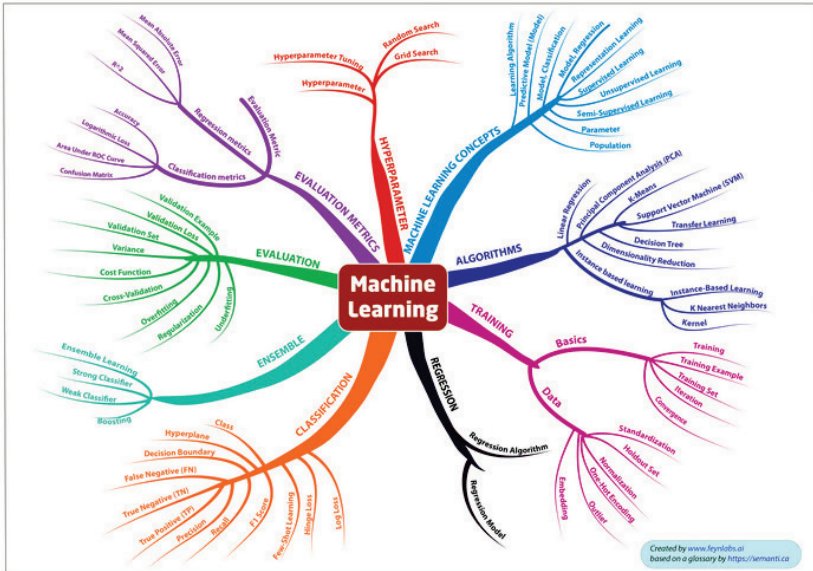 Machine
Learning
HYPERPARAMETER
Hyperparameter Tuning
Random Search
Grid Search
Hyperparameter
MACHINE LEARNING CONCEPTS
Learning Algorithm
Predictive Model (Model)
Model, Classification
Model, Regression
Representation Learning
Supervised Learning
Unsupervised Learning
Semi-Supervised Learning
Parameter
Population
ALGORITHMS
Linear Regression
Principal Component Analysis (PCA)
K-Means
Support Vector Machine (SVM)
Transfer Learning
Decision Tree
Dimensionality Reduction
Instance based learning
Instance-Based Learning
K Nearest Neighbors
Kernel
TRAINING
Basics
Training
Training Example
Training Set
Iteration
Convergence
Data
Standardization
Holdout Set
Normalization
One-Hot Encoding
Outlier
Embedding
REGRESSION
Regression Algorithm
Regression Model
CLASSIFICATION
Class
Hyperplane
Decision Boundary
False Negative (FN)
True Negative (TN)
True Positive (TP)
Precision
Recall
F1 Score
Few-Shot Learning
Hinge Loss
Log Loss
ENSEMBLE
Ensemble Learning
Strong Classifier
Weak Classifier
Boosting
EVALUATION
Validation Example
Validation Loss
Validation Set
Variance
Cost Function
Cross-Validation
Overfitting
Regularization
Underfitting
EVALUATION METRICS
Evaluation Metric
Regression metrics
Mean Absolute Error
Mean Squared Error
R^2
Classification metrics
Accuracy
Logarithmic Loss
Area Under ROC Curve
Confusion Matrix
Created by www.feynlabs.ai
based on a glossary by https://semanti.ca